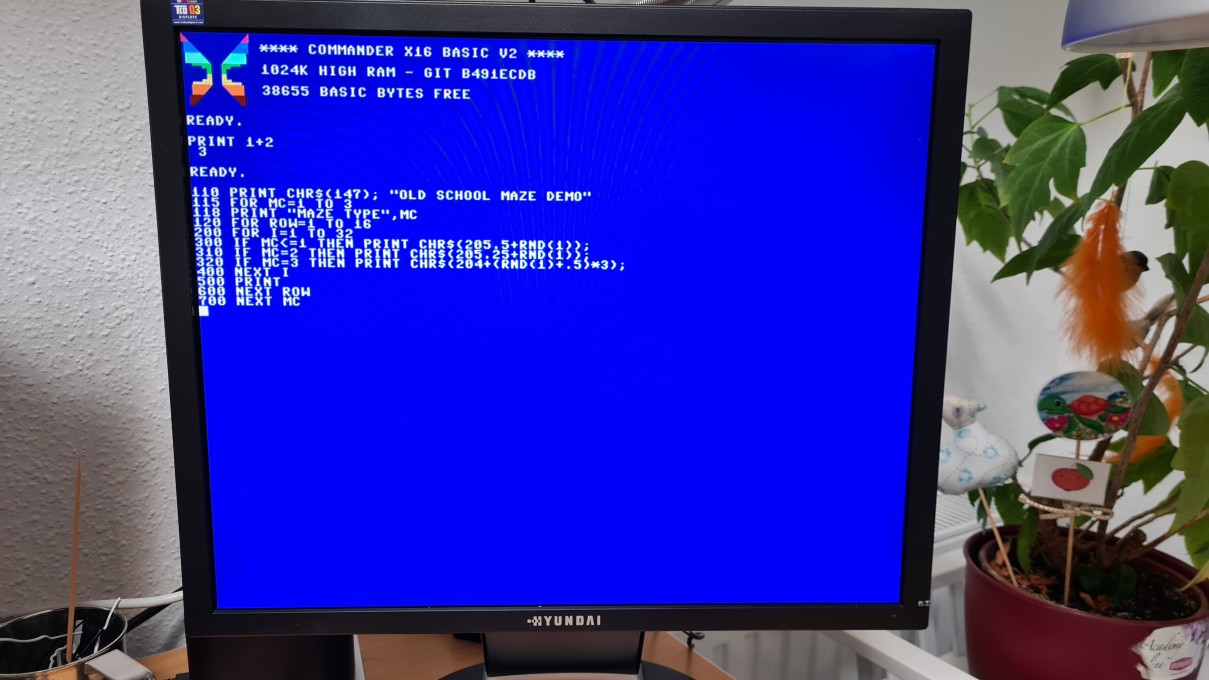 TCO 03
DISPLAYS
**** COMMANDER X16 BASIC V2 ****
1024K HIGH RAM - GIT B491ECDB
38655 BASIC BYTES FREE
READY.
PRINT 1+2
3
READY.
110 PRINT CHR$(147); "OLD SCHOOL MAZE DEMO"
115 FOR MC=1 TO 3
118 PRINT "MAZE TYPE",MC
120 FOR ROW=1 TO 16
200 FOR I=1 TO 32
300 IF MC<=1 THEN PRINT CHR$(205.5+RND(1));
310 IF MC=2 THEN PRINT CHR$(205.25+RND(1));
320 IF MC=3 THEN PRINT CHR$(204+(RND(1)+.5)*3);
400 NEXT I
500 PRINT
600 NEXT ROW
700 NEXT MC
HYUNDAI
Academy
line